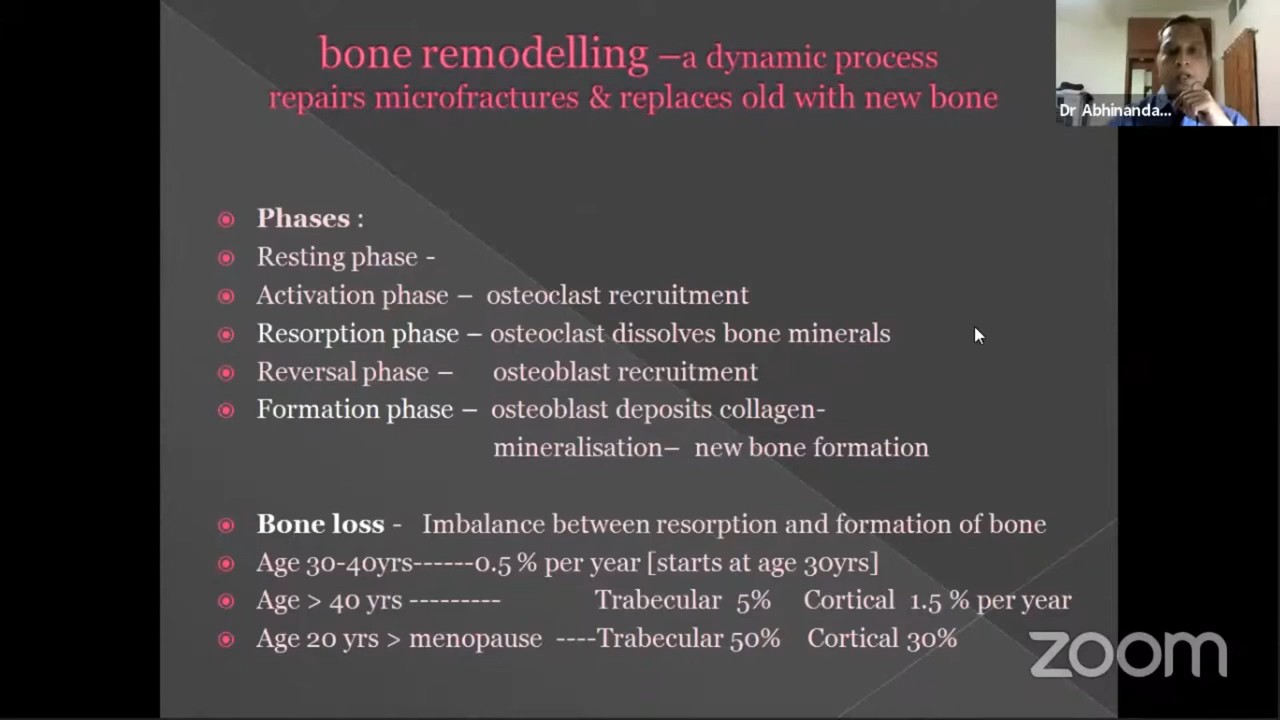 bone remodelling –a dynamic process
repairs microfractures & replaces old with new bone
Dr Abhinanda...
Phases :
Resting phase -
Activation phase – osteoclast recruitment
Resorption phase – osteoclast dissolves bone minerals
Reversal phase – osteoblast recruitment
Formation phase – osteoblast deposits collagen-
mineralisation– new bone formation
Bone loss - Imbalance between resorption and formation of bone
Age 30-40yrs------0.5 % per year [starts at age 30yrs]
Age > 40 yrs --------- Trabecular 5% Cortical 1.5 % per year
Age 20 yrs > menopause ----Trabecular 50% Cortical 30%
zoom